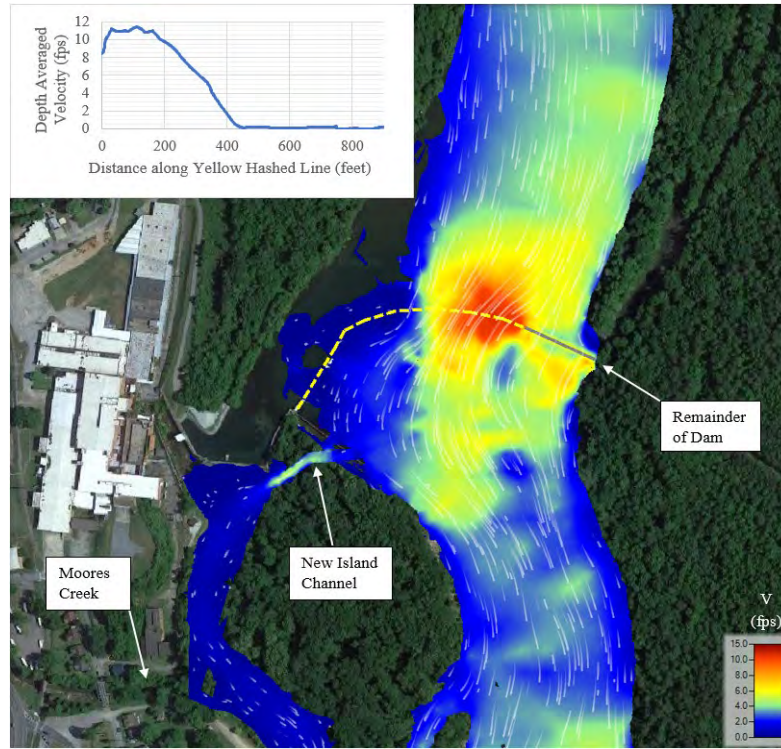 Depth Averaged
Velocity (fps)
12
10
8
6
4
2
0
0
200
400
600
800
Distance along Yellow Hashed Line (feet)
Remainder
of Dam
New Island
Channel
Moores
Creek
V
(fps)
15.0
10.0
8.0
6.0
4.0
2.0
0.0